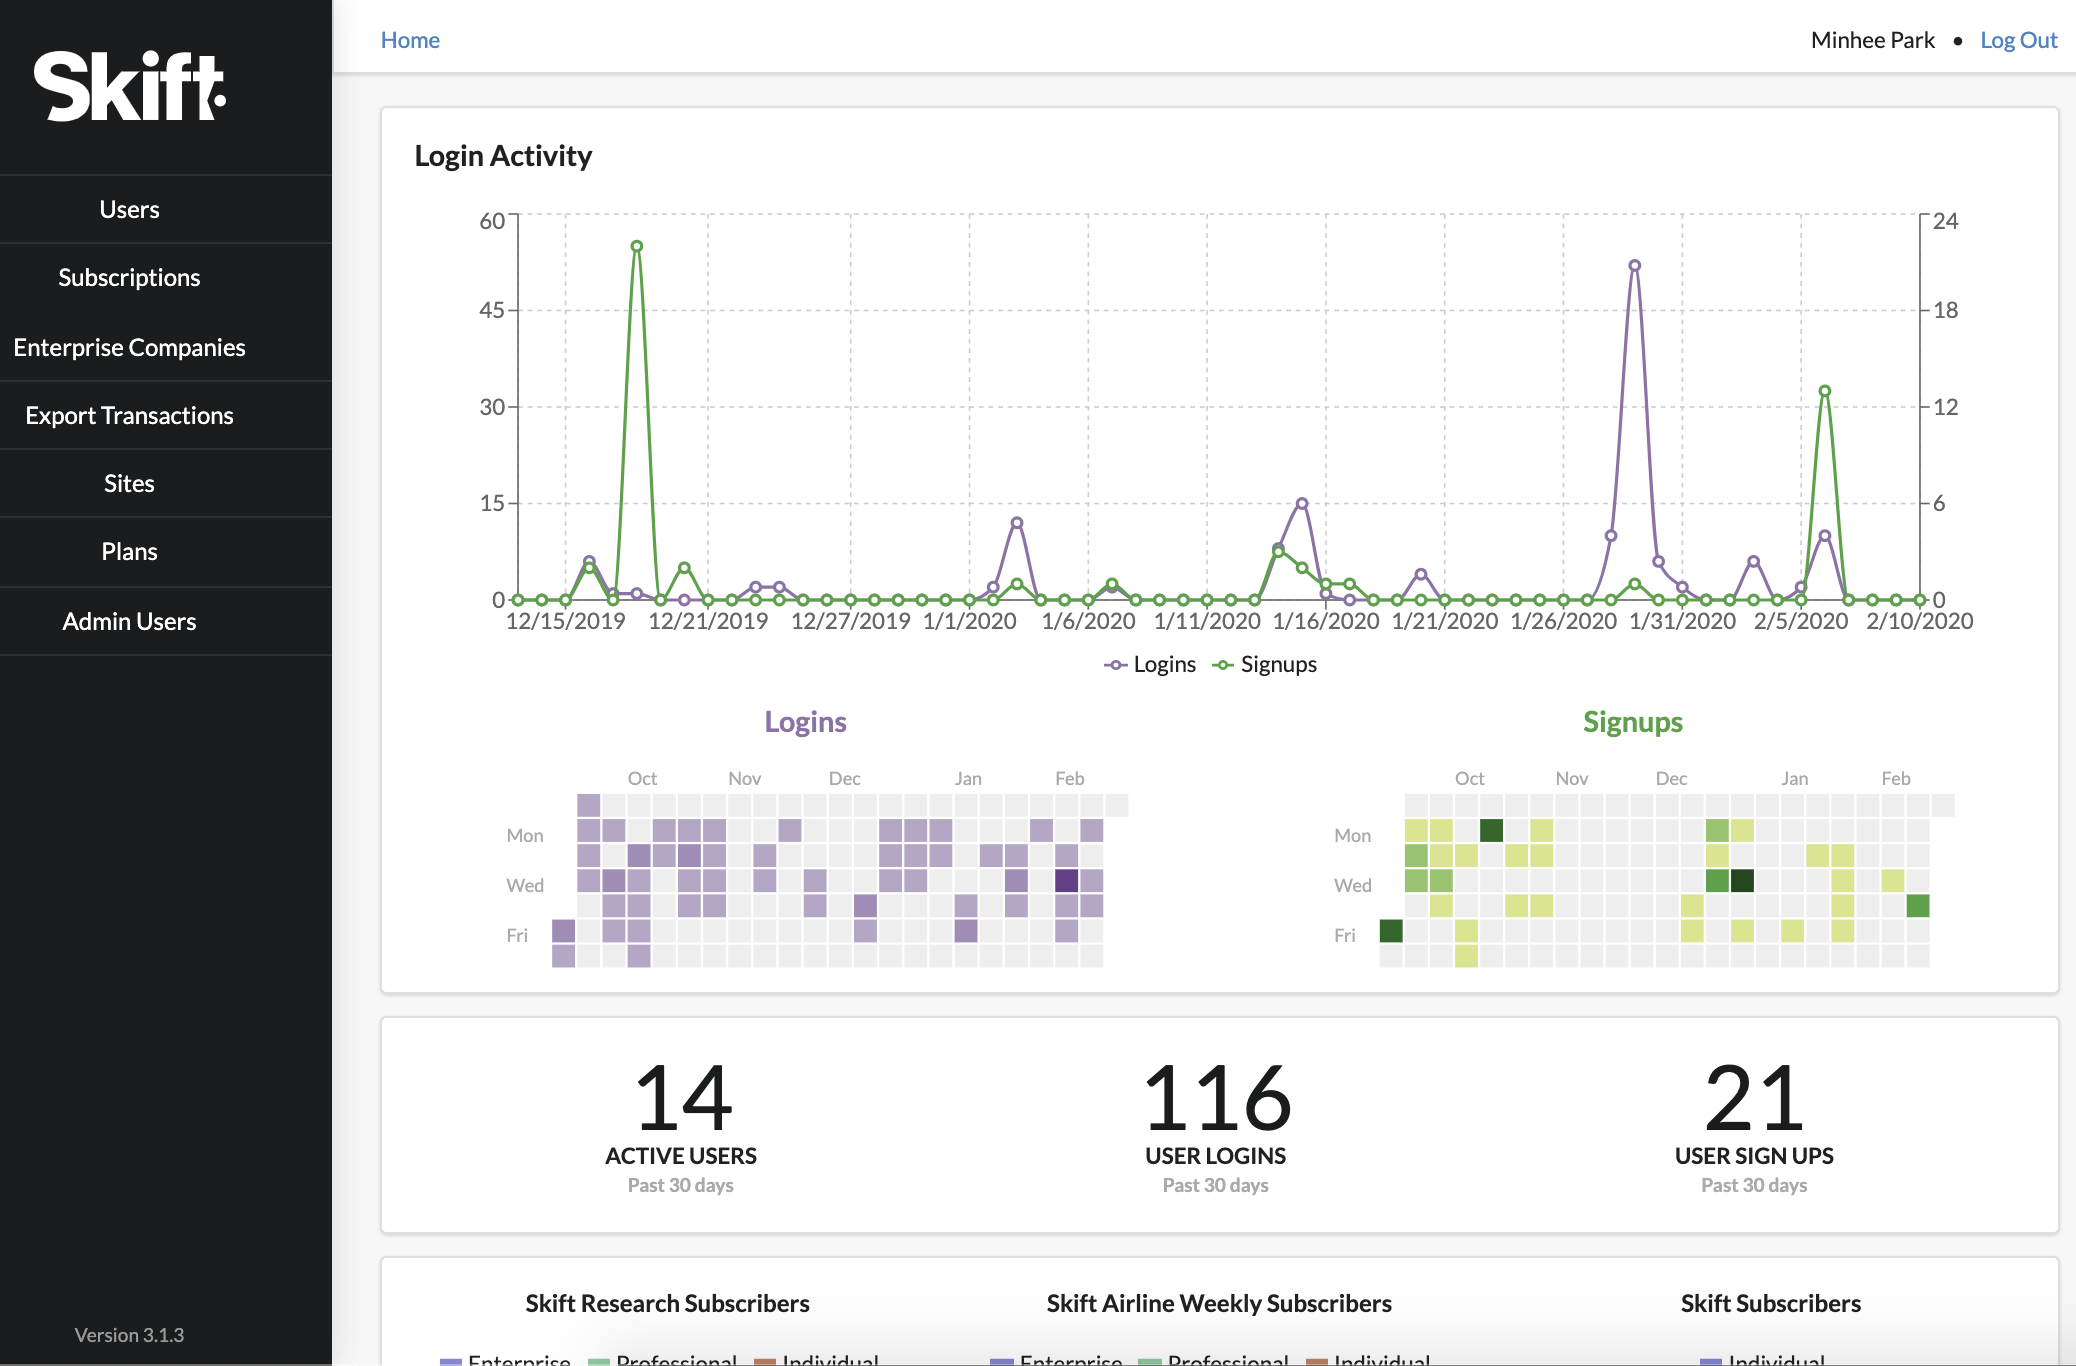 Skift
Home
Minhee Park • Log Out
Users
Subscriptions
Enterprise Companies
Export Transactions
Sites
Plans
Admin Users
Version 3.1.3
Login Activity
60
45
30
15
0
24
18
12
6
0
12/15/2019 12/21/2019 12/27/2019 1/1/2020 1/6/2020 1/11/2020 1/16/2020 1/21/2020 1/26/2020 1/31/2020 2/5/2020 2/10/2020
Logins Signups
Logins
Oct Nov Dec Jan Feb
Mon
Wed
Fri
Signups
Oct Nov Dec Jan Feb
Mon
Wed
Fri
14
ACTIVE USERS
Past 30 days
116
USER LOGINS
Past 30 days
21
USER SIGN UPS
Past 30 days
Skift Research Subscribers
Enterprise Professional Individual
Skift Airline Weekly Subscribers
Enterprise Professional Individual
Skift Subscribers
Individual